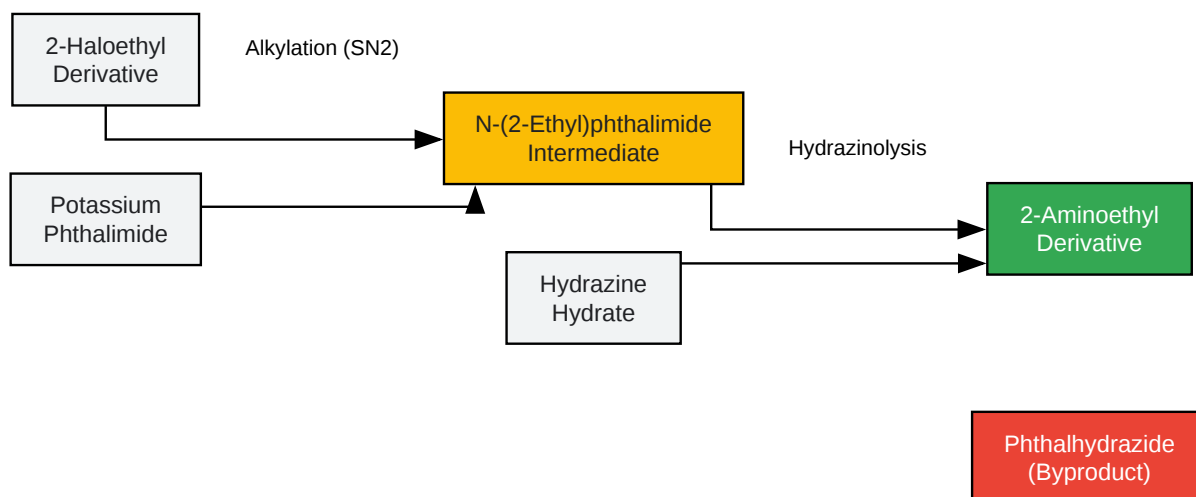 2-Haloethyl
Derivative
Alkylation (SN2)
N-(2-Ethyl)phthalimide
Intermediate
Hydrazinolysis
Potassium
Phthalimide
2-Aminoethyl
Derivative
Hydrazine
Hydrate
Phthalhydrazide
(Byproduct)